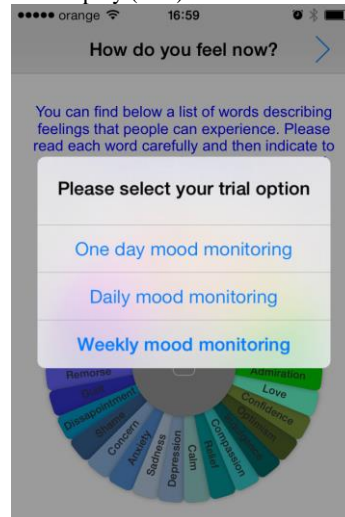 orange
16:59
How do you feel now?
You can find below a list of words describing
feelings that people can experience. Please
read each word carefully and then indicate to
Please select your trial option
One day mood monitoring
Daily mood monitoring
Weekly mood monitoring
Remorse
Dissapointment
Shame
Concern
Anxiety
Sadness
Depression
Calm
Relief
Compassion
Optimism
Confidence
Love
Admiration